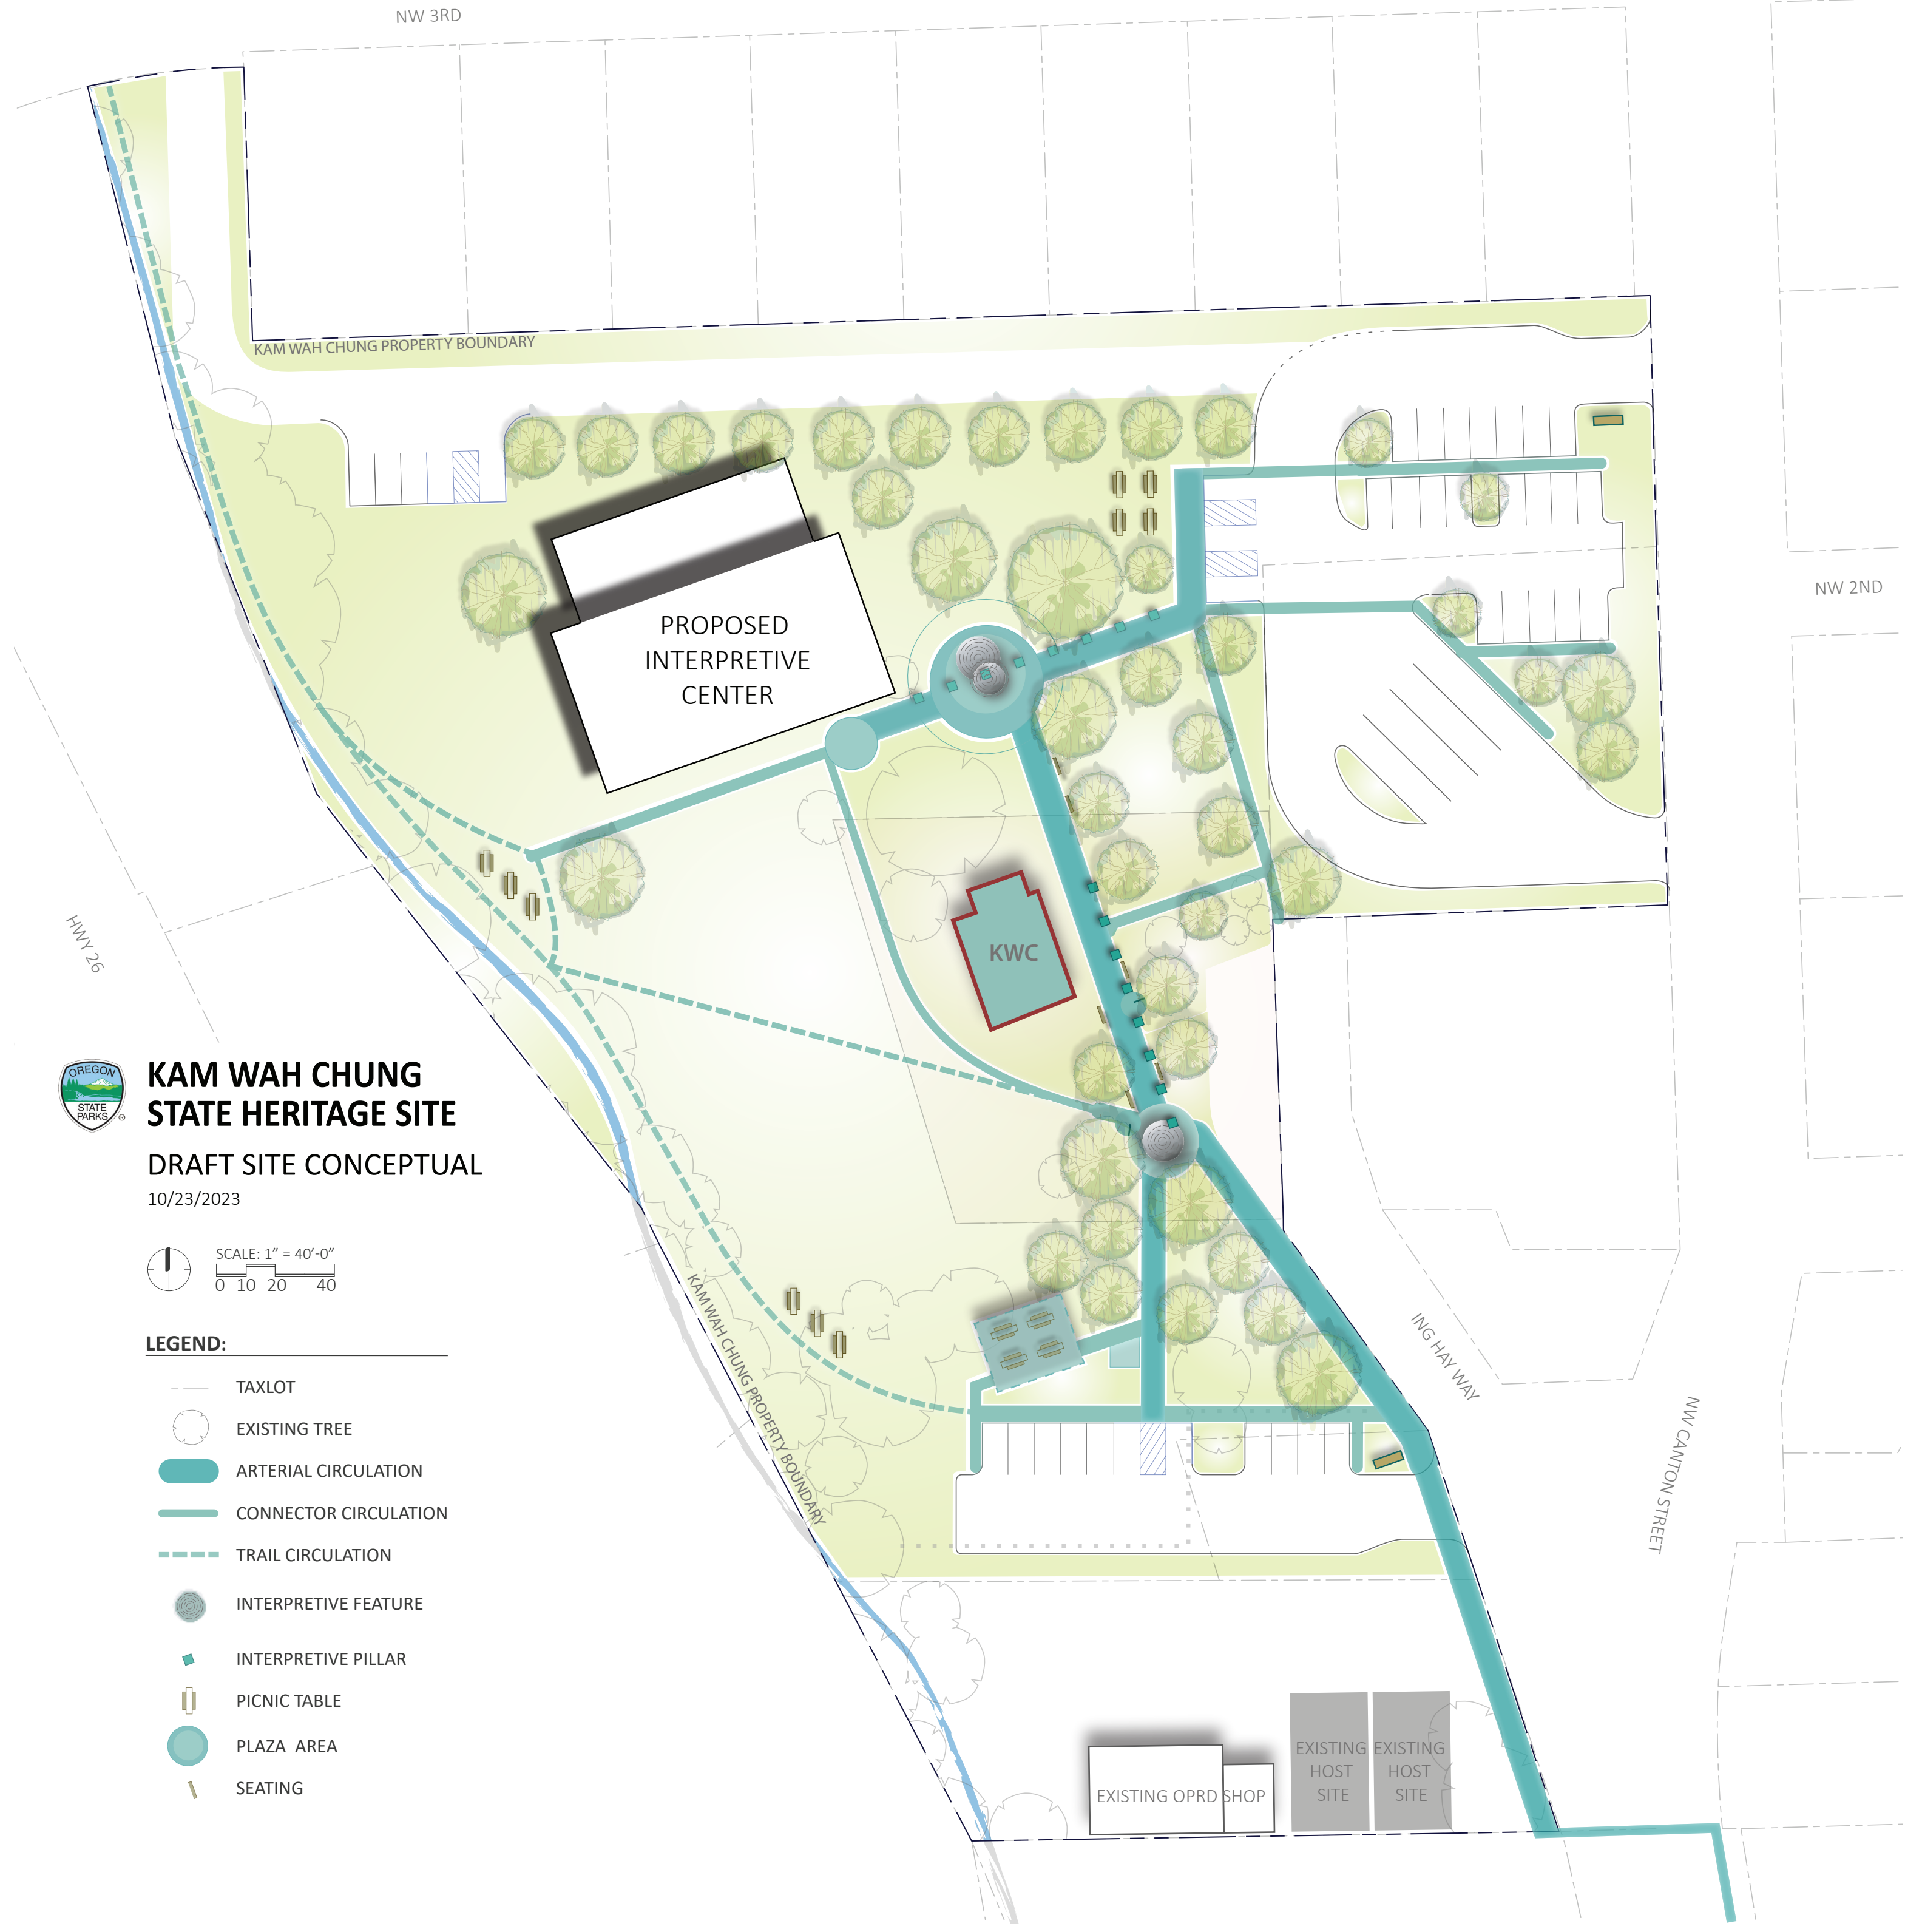 NW 3RD
KAM WAH CHUNG PROPERTY BOUNDARY
NW 2ND
PROPOSED
INTERPRETIVE
CENTER
KWC
HWY 26
OREGON
STATE
PARKS
®
KAM WAH CHUNG
STATE HERITAGE SITE
DRAFT SITE CONCEPTUAL
10/23/2023
SCALE: 1" = 40'-0"
0 10 20 40
KAM WAH CHUNG PROPERTY BOUNDARY
ING HAY WAY
NW CANTON STREET
LEGEND:
TAXLOT
EXISTING TREE
ARTERIAL CIRCULATION
CONNECTOR CIRCULATION
TRAIL CIRCULATION
INTERPRETIVE FEATURE
INTERPRETIVE PILLAR
PICNIC TABLE
PLAZA AREA
SEATING
EXISTING OPRD SHOP
EXISTING
HOST
SITE
EXISTING
HOST
SITE